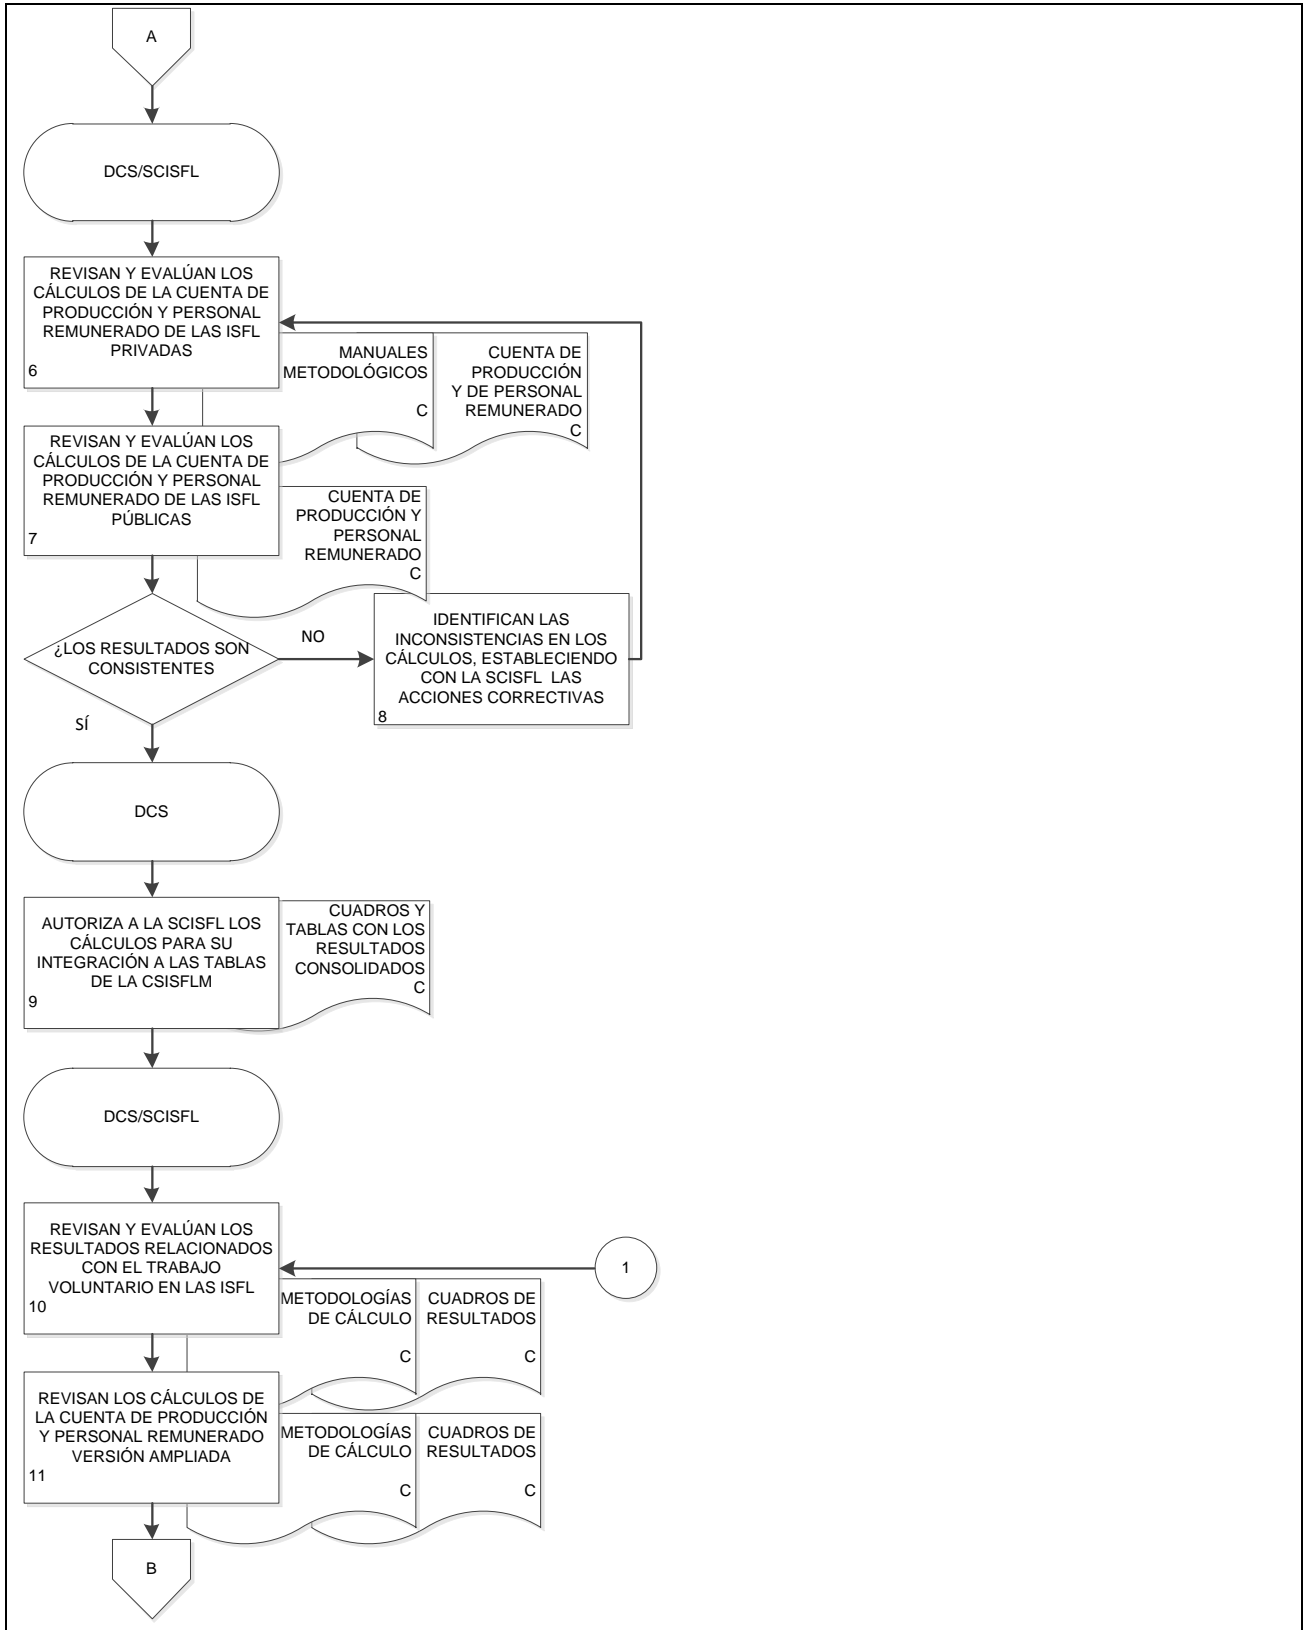 A
DCS/SCISFL
REVISAN Y EVALÚAN LOS
CÁLCULOS DE LA CUENTA DE
PRODUCCIÓN Y PERSONAL
REMUNERADO DE LAS ISFL
PRIVADAS
6
MANUALES
METODOLÓGICOS
C
CUENTA DE
PRODUCCIÓN
Y DE PERSONAL
REMUNERADO
C
REVISAN Y EVALÚAN LOS
CÁLCULOS DE LA CUENTA DE
PRODUCCIÓN Y PERSONAL
REMUNERADO DE LAS ISFL
PÚBLICAS
7
CUENTA DE
PRODUCCIÓN Y
PERSONAL
REMUNERADO
C
¿LOS RESULTADOS SON
CONSISTENTES
NO
IDENTIFICAN LAS
INCONSISTENCIAS EN LOS
CÁLCULOS, ESTABLECIENDO
CON LA SCISFL LAS
ACCIONES CORRECTIVAS
8
SÍ
DCS
AUTORIZA A LA SCISFL LOS
CÁLCULOS PARA SU
INTEGRACIÓN A LAS TABLAS
DE LA CSISFLM
9
CUADROS Y
TABLAS CON LOS
RESULTADOS
CONSOLIDADOS
C
DCS/SCISFL
REVISAN Y EVALÚAN LOS
RESULTADOS RELACIONADOS
CON EL TRABAJO
VOLUNTARIO EN LAS ISFL
10
1
METODOLOGÍAS
DE CÁLCULO
C
CUADROS DE
RESULTADOS
C
REVISAN LOS CÁLCULOS DE
LA CUENTA DE PRODUCCIÓN
Y PERSONAL REMUNERADO
VERSIÓN AMPLIADA
11
METODOLOGÍAS
DE CÁLCULO
C
CUADROS DE
RESULTADOS
C
B